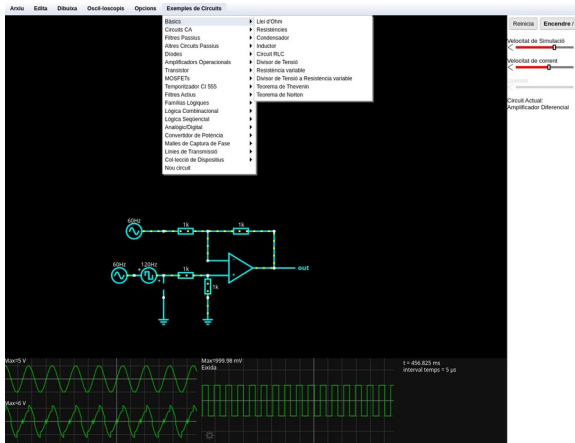 Arxiu Edita Dibuixa Oscil·loscopis Opcions Exemples de Circuits
Bàsics
Circuits CA
Filtres Passius
Altres Circuits Passius
Díodes
Amplificadors Operacionals
Transistor
MOSFETs
Temporitzador CI 555
Filtres Actius
Famílias Lògiques
Lògica Combinacional
Lògica Seqüencial
Analògic/Digital
Convertidor de Potència
Malles de Captura de Fase
Línies de Transmissió
Col·lecció de Dispositius
Nou circuit
Llei d'Ohm
Resistències
Condensador
Inductor
Circuit RLC
Divisor de Tensió
Resistència variable
Divisor de Tensió a Resistència variable
Teorema de Thevenin
Teorema de Norton
Reinicia Encendre /
Velocitat de Simulació
Velocitat de corrent
Circuit Actual:
Amplificador Diferencial
60Hz
1k
1k
60Hz
120Hz
1k
1k
out
Max=5 V
Max=6 V
Max=999.98 mV
Eixida
t = 456.825 ms
interval temps = 5 µs